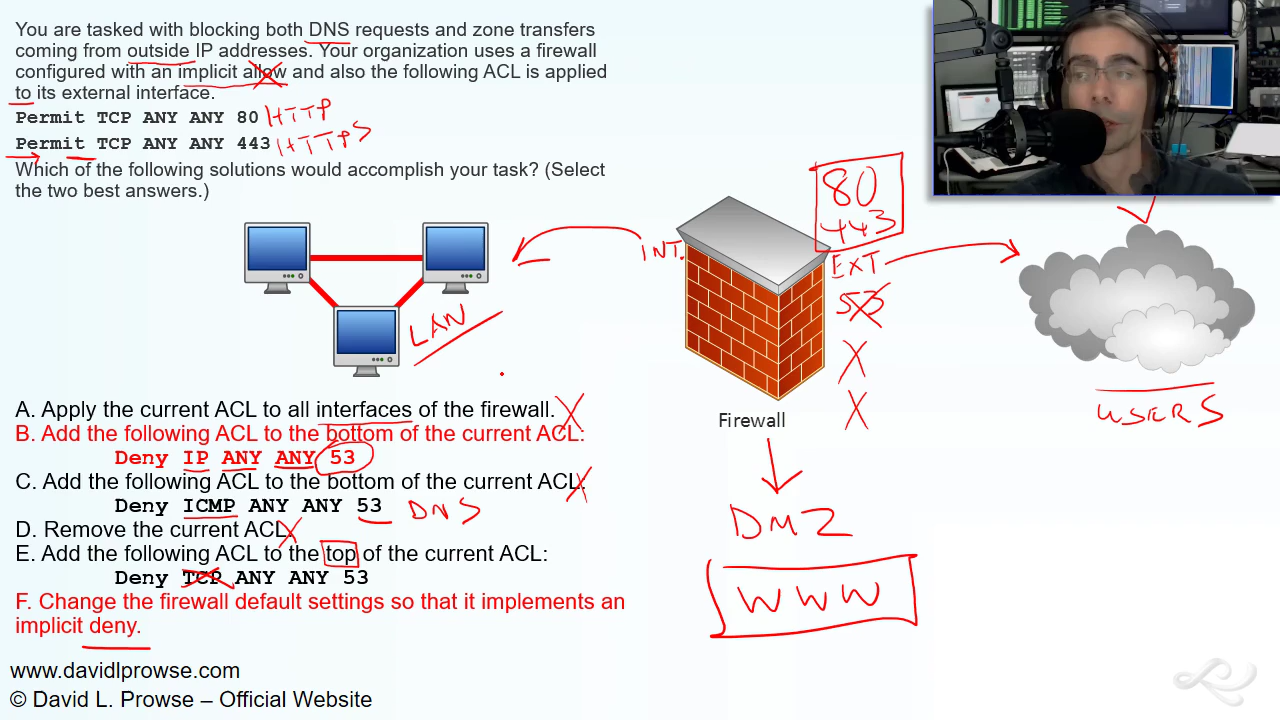 You are tasked with blocking both DNS requests and zone transfers
coming from outside IP addresses. Your organization uses a firewall
configured with an implicit allow and also the following ACL is applied
to its external interface.
Permit TCP ANY ANY 80 HTTP
Permit TCP ANY ANY 443 HTTPS
Which of the following solutions would accomplish your task? (Select
the two best answers.)
80
443
INT.
EXT
53
X
X
LAN
Firewall
USERS
DMZ
WWW
A. Apply the current ACL to all interfaces of the firewall. X
B. Add the following ACL to the bottom of the current ACL:
Deny IP ANY ANY 53
C. Add the following ACL to the bottom of the current ACL: X
Deny ICMP ANY ANY 53 DNS
D. Remove the current ACL. X
E. Add the following ACL to the top of the current ACL:
Deny TCP ANY ANY 53
F. Change the firewall default settings so that it implements an
implicit deny.
www.davidlprowse.com
© David L. Prowse – Official Website